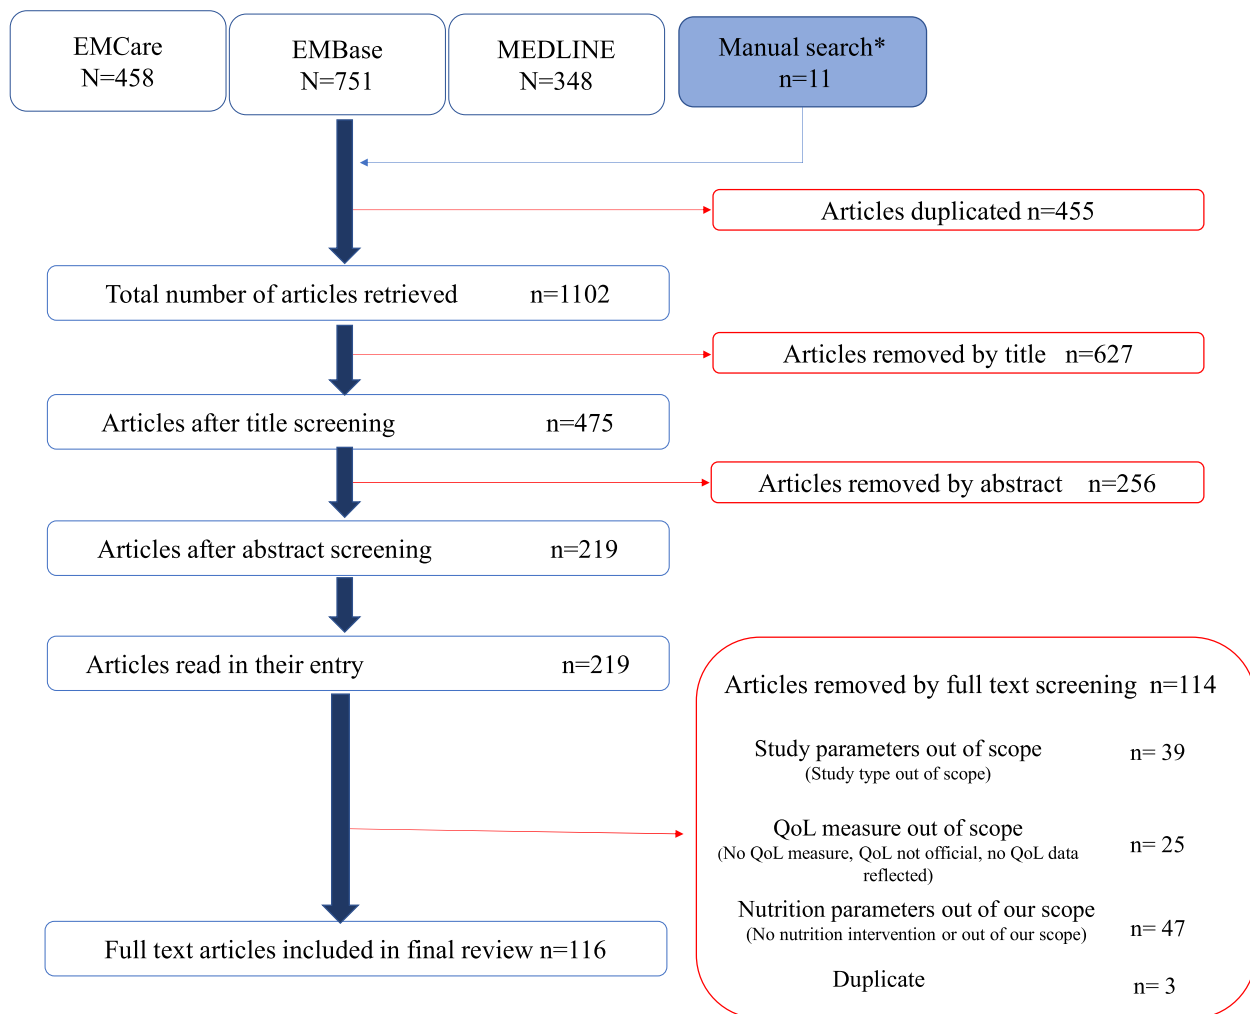 EMCare
N=458
EMBase
N=751
MEDLINE
N=348
Manual search*
n=11
Articles duplicated n=455
Total number of articles retrieved n=1102
Articles removed by title n=627
Articles after title screening n=475
Articles removed by abstract n=256
Articles after abstract screening n=219
Articles read in their entry n=219
Articles removed by full text screening n=114
Study parameters out of scope n= 39
(Study type out of scope)
QoL measure out of scope
(No QoL measure, QoL not official, no QoL data n= 25
reflected)
Nutrition parameters out of our scope
(No nutrition intervention or out of our scope) n= 47
Duplicate n= 3
Full text articles included in final review n=116